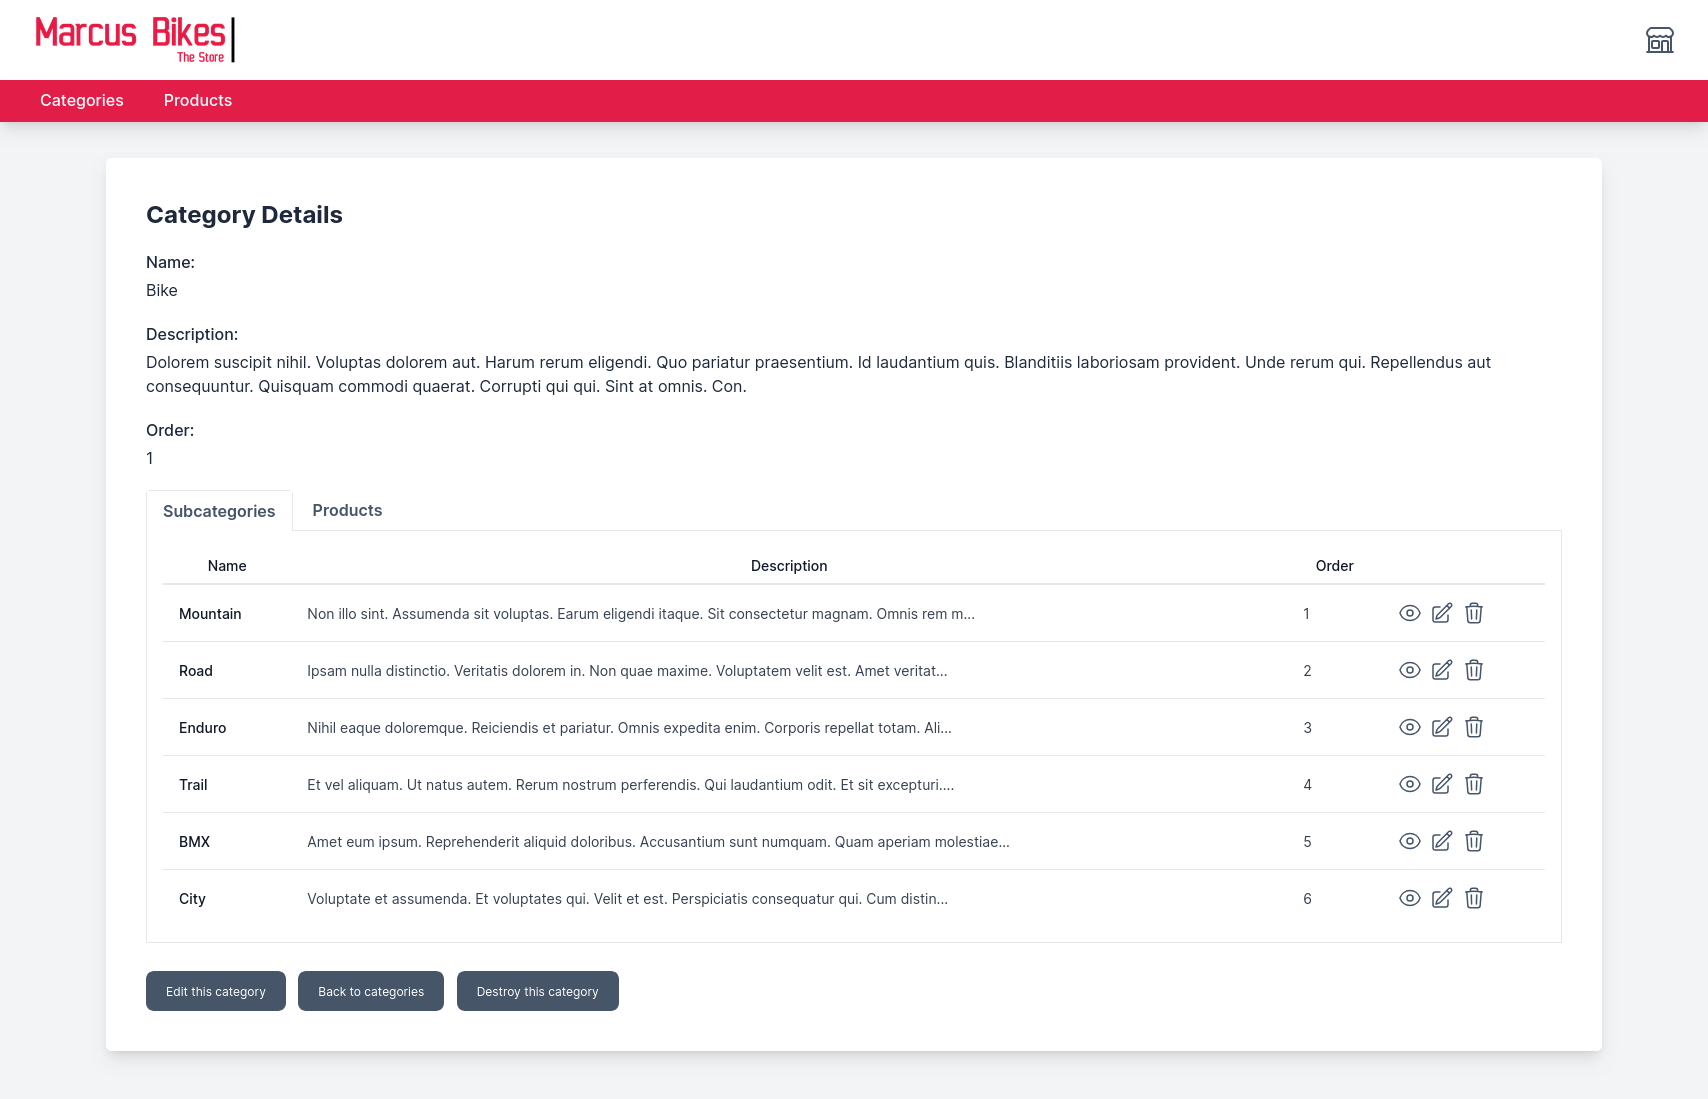 Marcus Bikes
The Store
Categories Products
Category Details
Name:
Bike
Description:
Dolorem suscipit nihil. Voluptas dolorem aut. Harum rerum eligendi. Quo pariatur praesentium. Id laudantium quis. Blanditiis laboriosam provident. Unde rerum qui. Repellendus aut
consequuntur. Quisquam commodi quaerat. Corrupti qui qui. Sint at omnis. Con.
Order:
1
Subcategories Products
Name Description Order
Mountain Non illo sint. Assumenda sit voluptas. Earum eligendi itaque. Sit consectetur magnam. Omnis rem m... 1
Road Ipsam nulla distinctio. Veritatis dolorem in. Non quae maxime. Voluptatem velit est. Amet veritat... 2
Enduro Nihil eaque doloremque. Reiciendis et pariatur. Omnis expedita enim. Corporis repellat totam. Ali... 3
Trail Et vel aliquam. Ut natus autem. Rerum nostrum perferendis. Qui laudantium odit. Et sit excepturi.... 4
BMX Amet eum ipsum. Reprehenderit aliquid doloribus. Accusantium sunt numquam. Quam aperiam molestiae... 5
City Voluptate et assumenda. Et voluptates qui. Velit et est. Perspiciatis consequatur qui. Cum distin... 6
Edit this category Back to categories Destroy this category